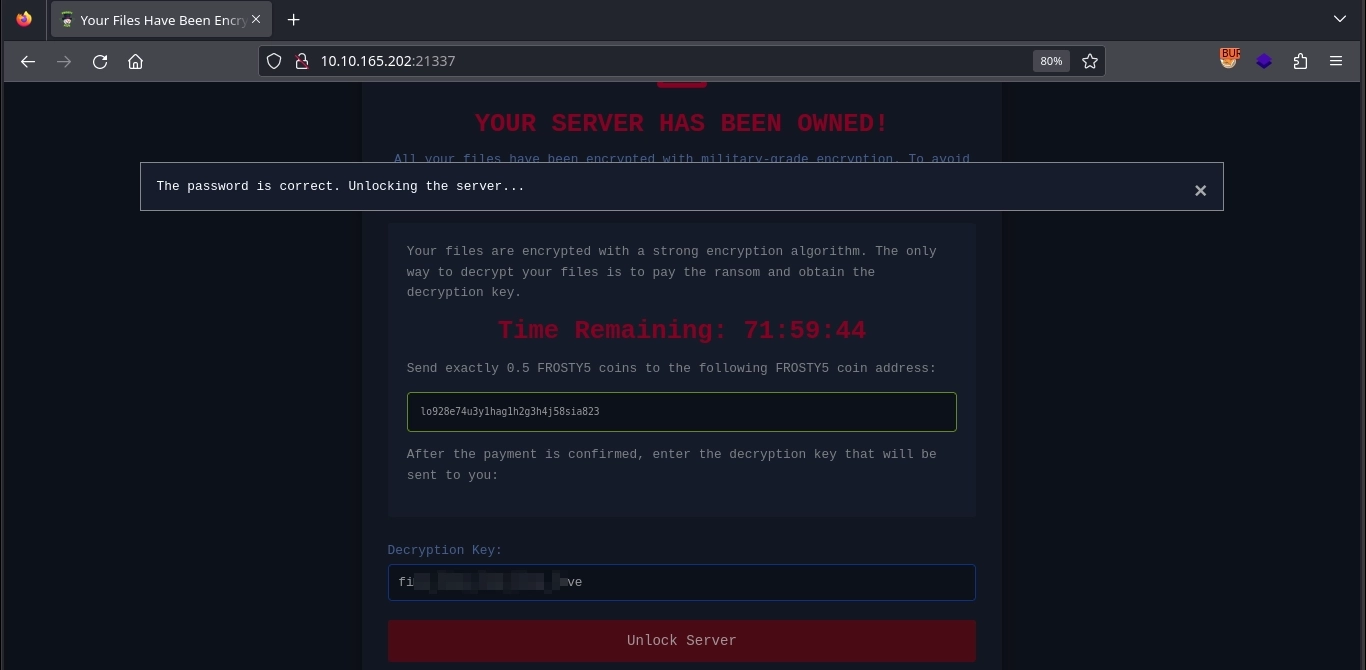 Your Files Have Been Encry
10.10.165.202:21337
80%
BUR
YOUR SERVER HAS BEEN OWNED!
All your files have been encrypted with military-grade encryption. To avoid
The password is correct. Unlocking the server...
Your files are encrypted with a strong encryption algorithm. The only
way to decrypt your files is to pay the ransom and obtain the
decryption key.
Time Remaining: 71:59:44
Send exactly 0.5 FROSTY5 coins to the following FROSTY5 coin address:
lo928e74u3y1hag1h2g3h4j58sia823
After the payment is confirmed, enter the decryption key that will be
sent to you:
Decryption Key:
fi ve
Unlock Server